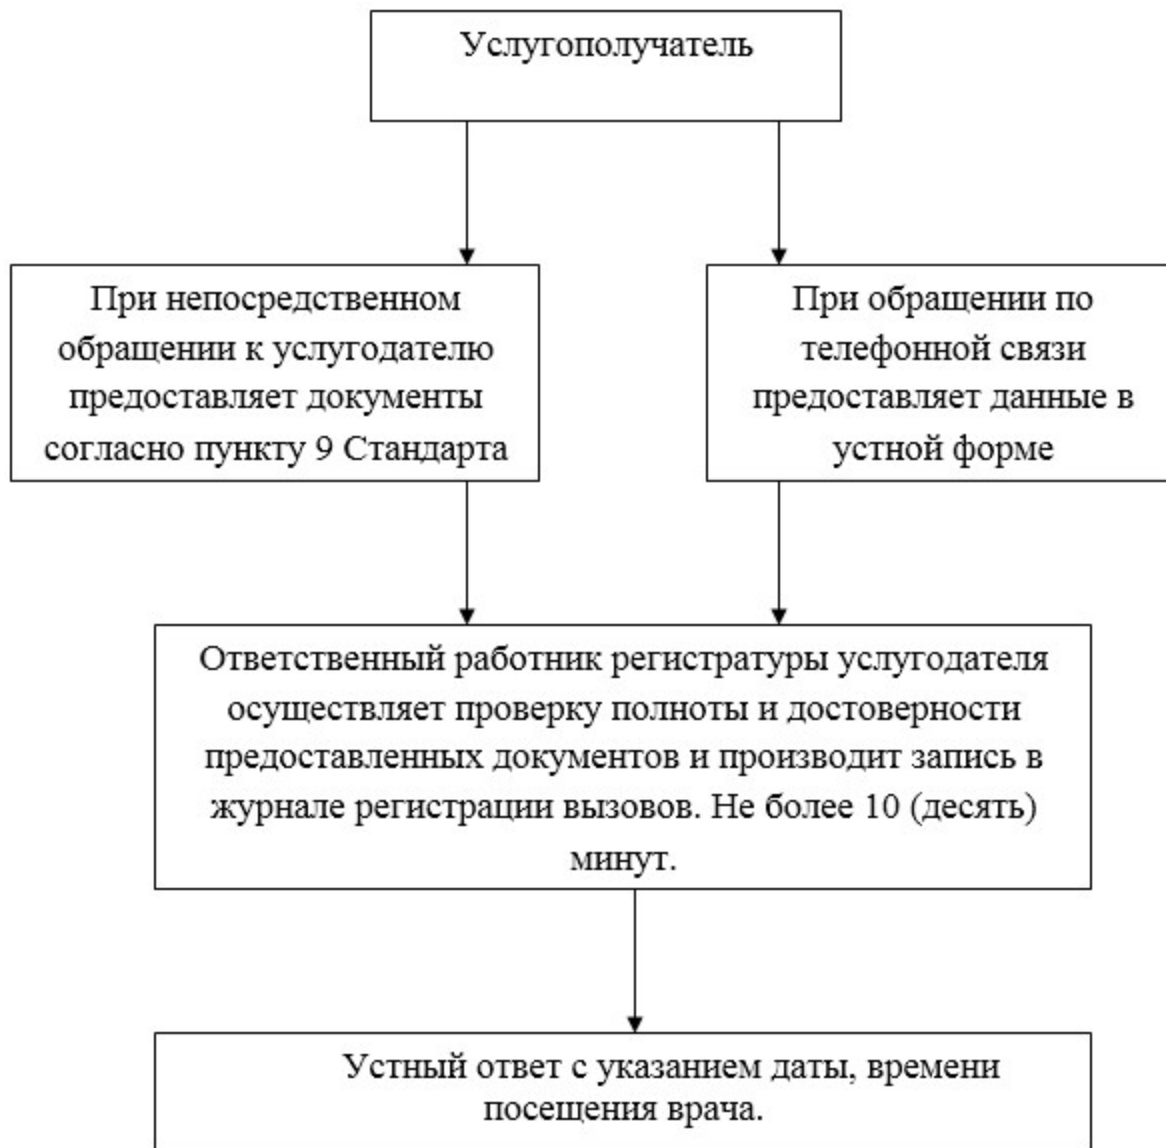 Услугополучатель
При непосредственном
обращении к услугодателю
предоставляет документы
согласно пункту 9 Стандарта
При обращении по
телефонной связи
предоставляет данные в
устной форме
Ответственный работник регистратуры услугодателя
осуществляет проверку полноты и достоверности
предоставленных документов и производит запись в
журнале регистрации вызовов. Не более 10 (десять)
минут.
Устный ответ с указанием даты, времени
посещения врача.